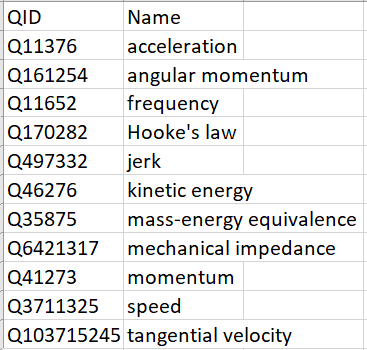 QID Name
Q11376 acceleration
Q161254 angular momentum
Q11652 frequency
Q170282 Hooke's law
Q497332 jerk
Q46276 kinetic energy
Q35875 mass-energy equivalence
Q6421317 mechanical impedance
Q41273 momentum
Q3711325 speed
Q103715245 tangential velocity